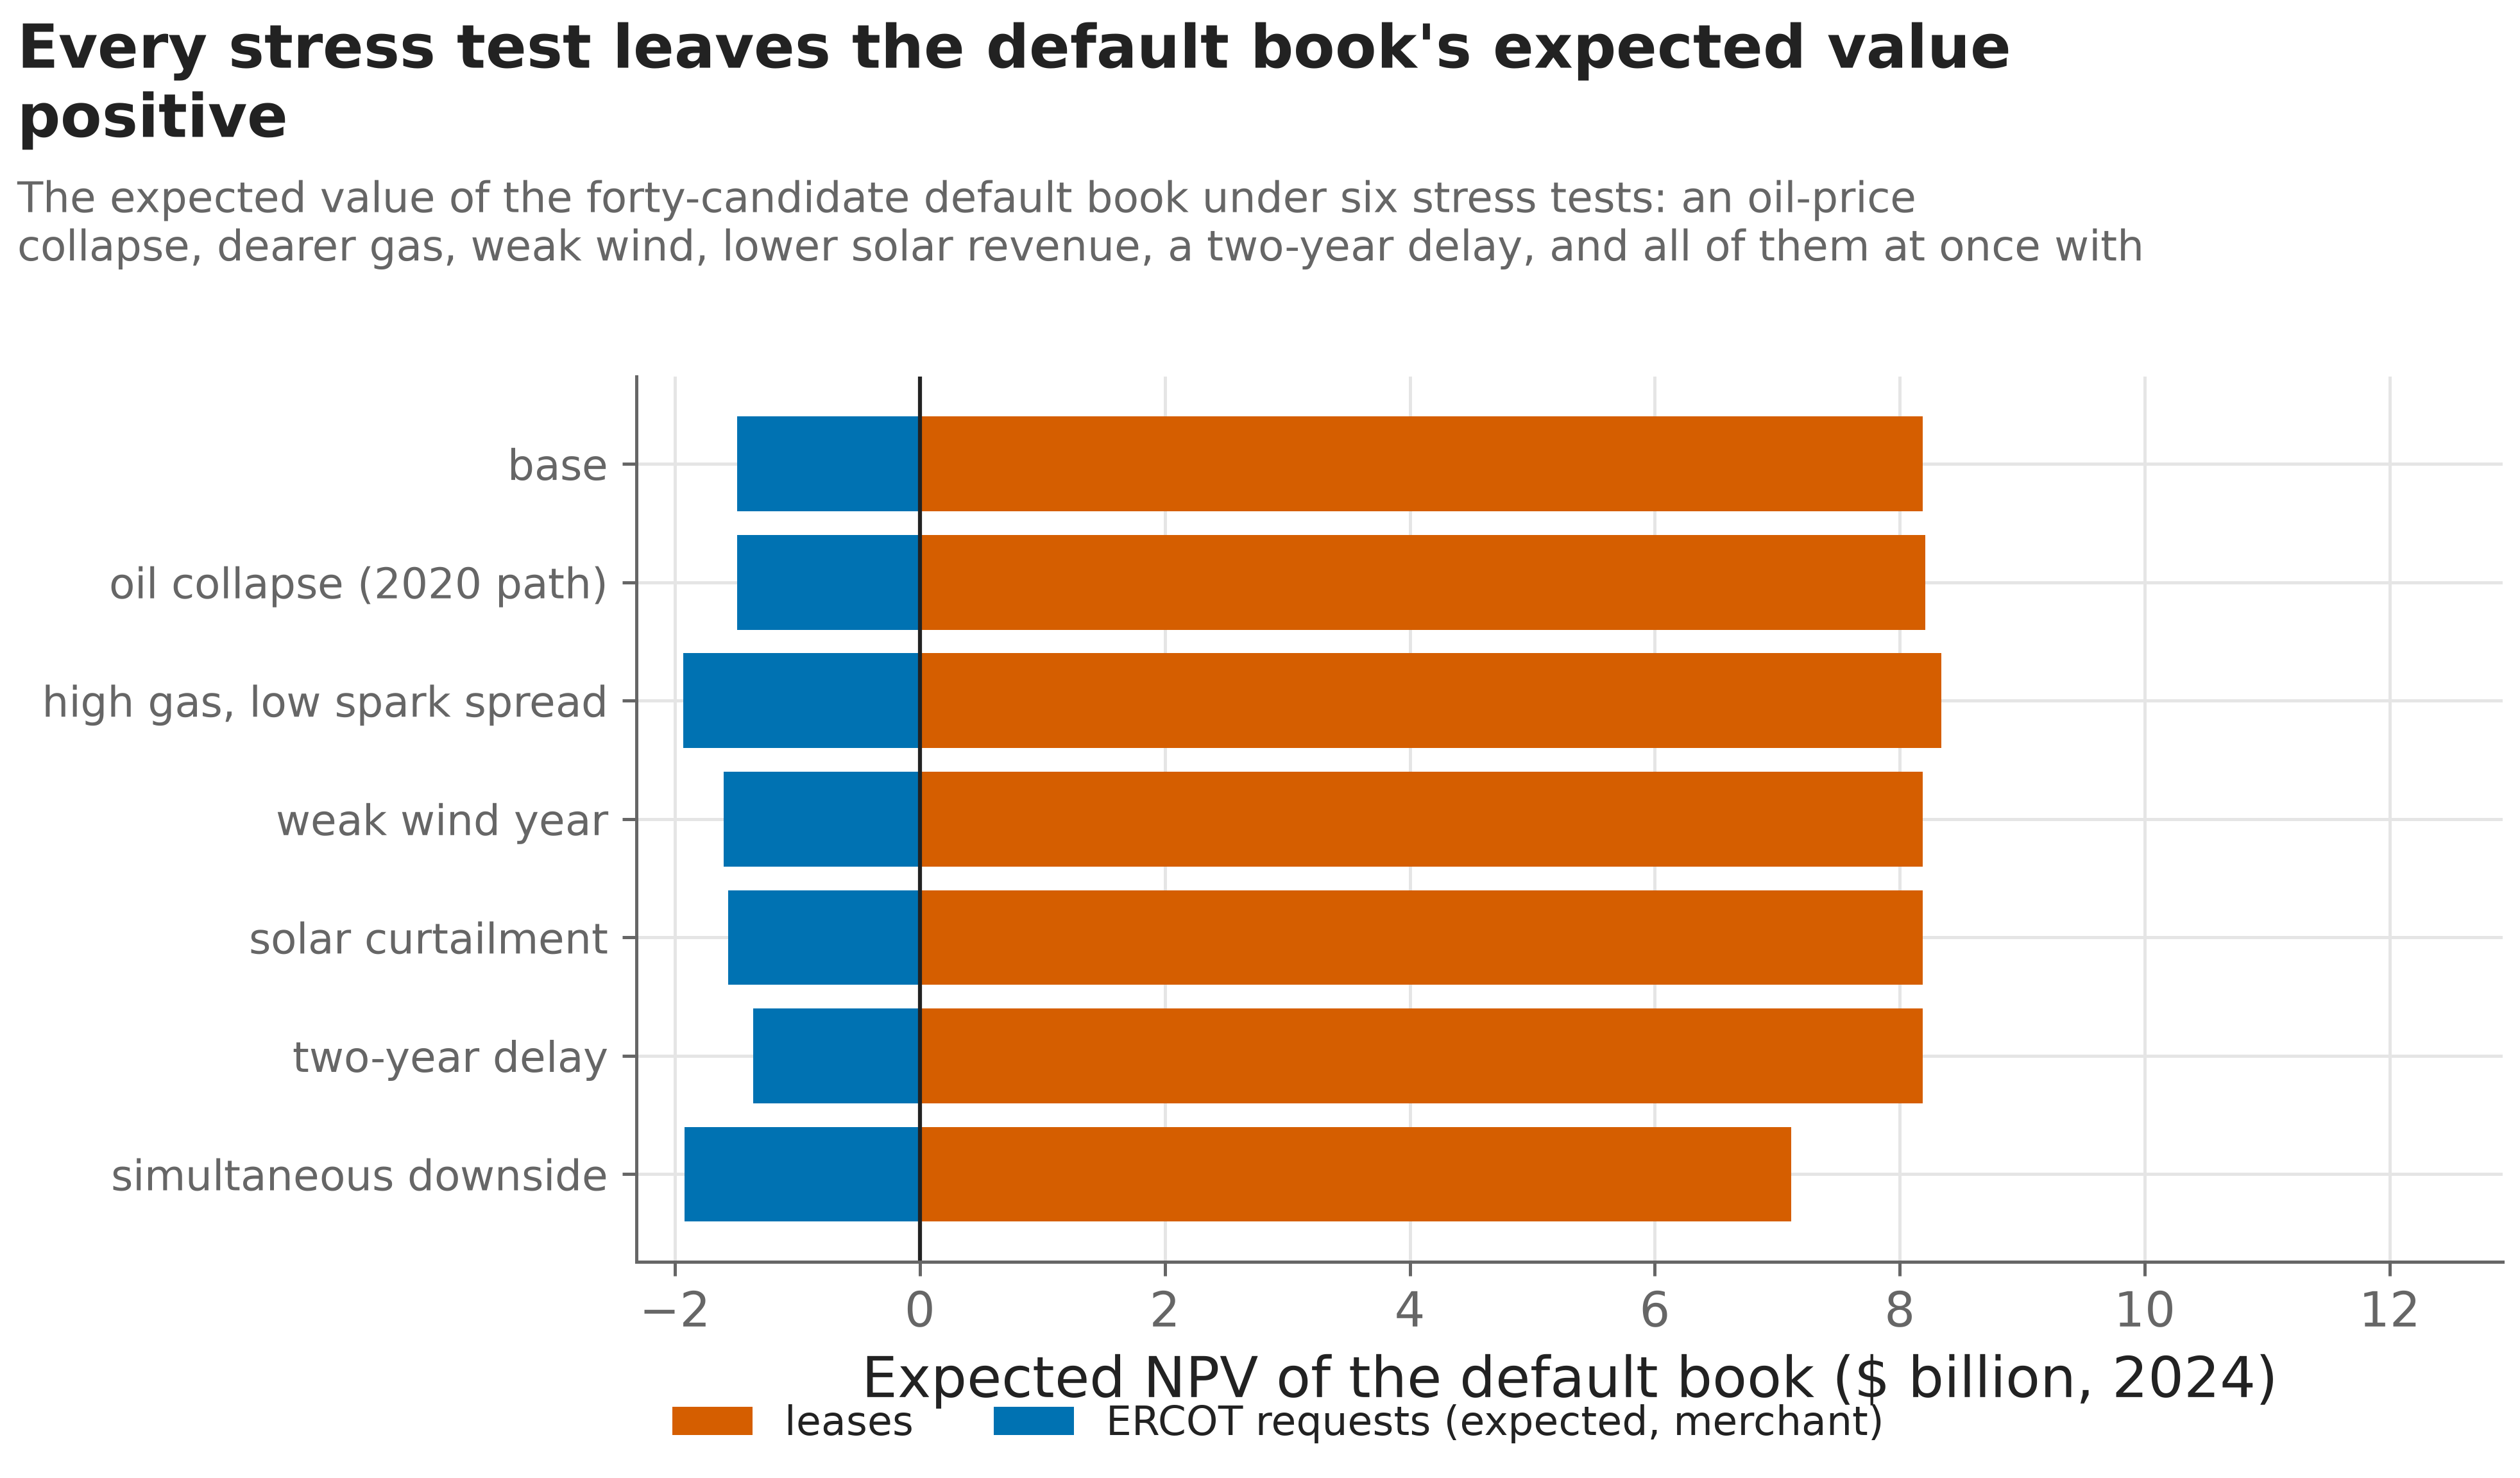 Every stress test leaves the default book's expected value
positive
The expected value of the forty-candidate default book under six stress tests: an oil-price
collapse, dearer gas, weak wind, lower solar revenue, a two-year delay, and all of them at once with
base
oil collapse (2020 path)
high gas, low spark spread
weak wind year
solar curtailment
two-year delay
simultaneous downside
−2 0 2 4 6 8 10 12
Expected NPV of the default book ($ billion, 2024)
leases ERCOT requests (expected, merchant)